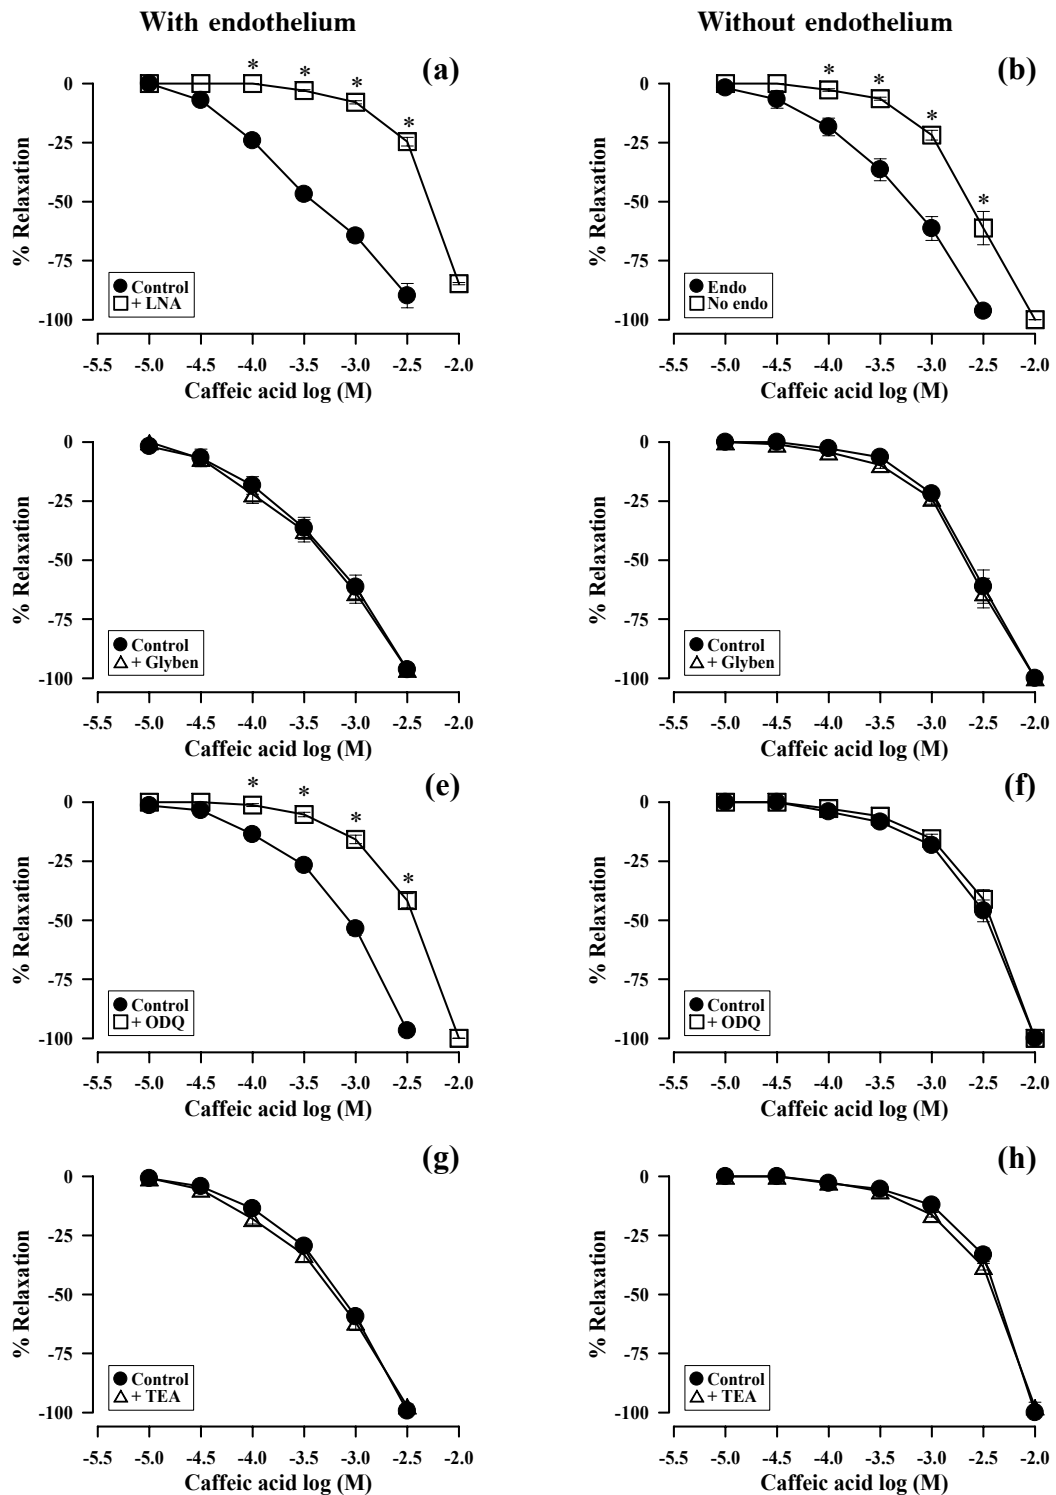 With endothelium
Without endothelium
(a)
* * * *
0
-25
-50
-75
-100
% Relaxation
Control
+ LNA
-5.5 -5.0 -4.5 -4.0 -3.5 -3.0 -2.5 -2.0
Caffeic acid log (M)
(b)
* * * *
0
-25
-50
-75
-100
% Relaxation
Endo
No endo
-5.5 -5.0 -4.5 -4.0 -3.5 -3.0 -2.5 -2.0
Caffeic acid log (M)
0
-25
-50
-75
-100
% Relaxation
Control
+ Glyben
-5.5 -5.0 -4.5 -4.0 -3.5 -3.0 -2.5 -2.0
Caffeic acid log (M)
0
-25
-50
-75
-100
% Relaxation
Control
+ Glyben
-5.5 -5.0 -4.5 -4.0 -3.5 -3.0 -2.5 -2.0
Caffeic acid log (M)
(e)
* * * *
0
-25
-50
-75
-100
% Relaxation
Control
+ ODQ
-5.5 -5.0 -4.5 -4.0 -3.5 -3.0 -2.5 -2.0
Caffeic acid log (M)
(f)
0
-25
-50
-75
-100
% Relaxation
Control
+ ODQ
-5.5 -5.0 -4.5 -4.0 -3.5 -3.0 -2.5 -2.0
Caffeic acid log (M)
(g)
0
-25
-50
-75
-100
% Relaxation
Control
+ TEA
-5.5 -5.0 -4.5 -4.0 -3.5 -3.0 -2.5 -2.0
Caffeic acid log (M)
(h)
0
-25
-50
-75
-100
% Relaxation
Control
+ TEA
-5.5 -5.0 -4.5 -4.0 -3.5 -3.0 -2.5 -2.0
Caffeic acid log (M)